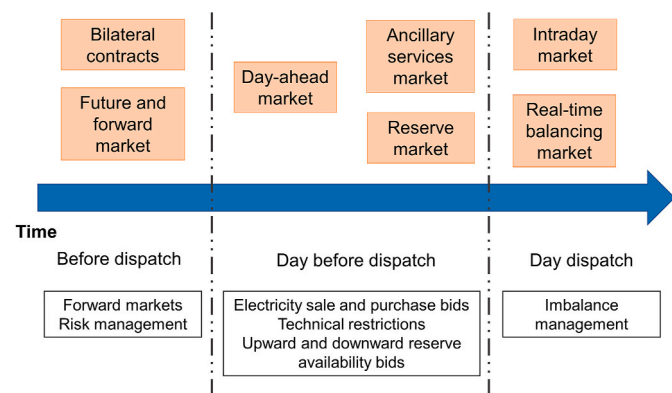 Bilateral
contracts
Future and
forward
market
Day-ahead
market
Ancillary
services
market
Reserve
market
Intraday
market
Real-time
balancing
market
Time
Before dispatch
Day before dispatch
Day dispatch
Forward markets
Risk management
Electricity sale and purchase bids
Technical restrictions
Upward and downward reserve
availability bids
Imbalance
management